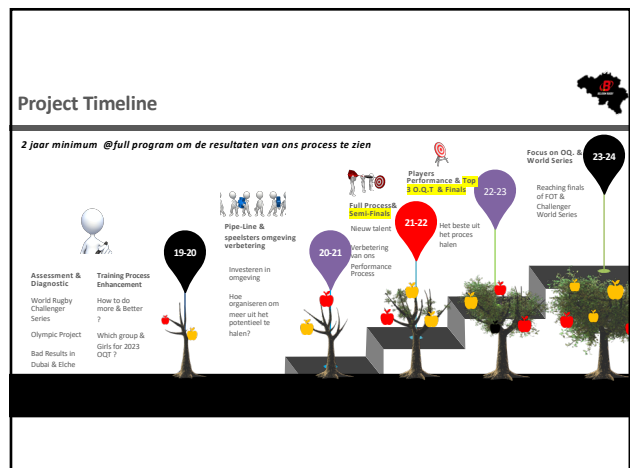 Project Timeline
2 jaar minimum @full program om de resultaten van ons process te zien
Assessment &
Diagnostic
World Rugby
Challenger
Series
Olympic Project
Bad Results in
Dubai & Elche
Training Process
Enhancement
How to do
more & Better
?
Which group &
Girls for 2023
OQT ?
19-20
Pipe-Line &
speelsters omgeving
verbetering
Investeren in
omgeving
Hoe
organiseren om
meer uit het
potentieel te
halen?
20-21
Full Process&
Semi-Finals
Nieuw talent
Verbetering
van ons
Performance
Process
21-22
Players
Performance & Top
3 O.Q.T & Finals
Het beste uit
het proces
halen
22-23
Focus on OQ. &
World Series
Reaching finals
of FOT &
Challenger
World Series
23-24